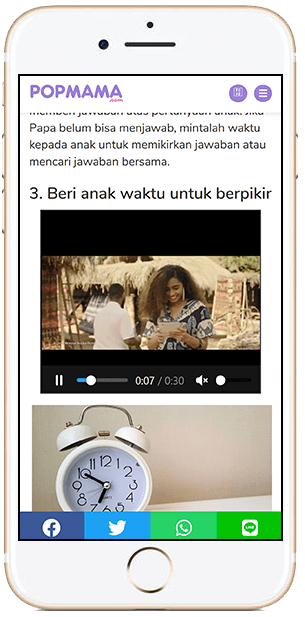 POPMAMA
.com
memberi jawaban atas pertanyaan anak. Jika
Papa belum bisa menjawab, mintalah waktu
kepada anak untuk memikirkan jawaban atau
mencari jawaban bersama.
3. Beri anak waktu untuk berpikir
0:07 / 0:30